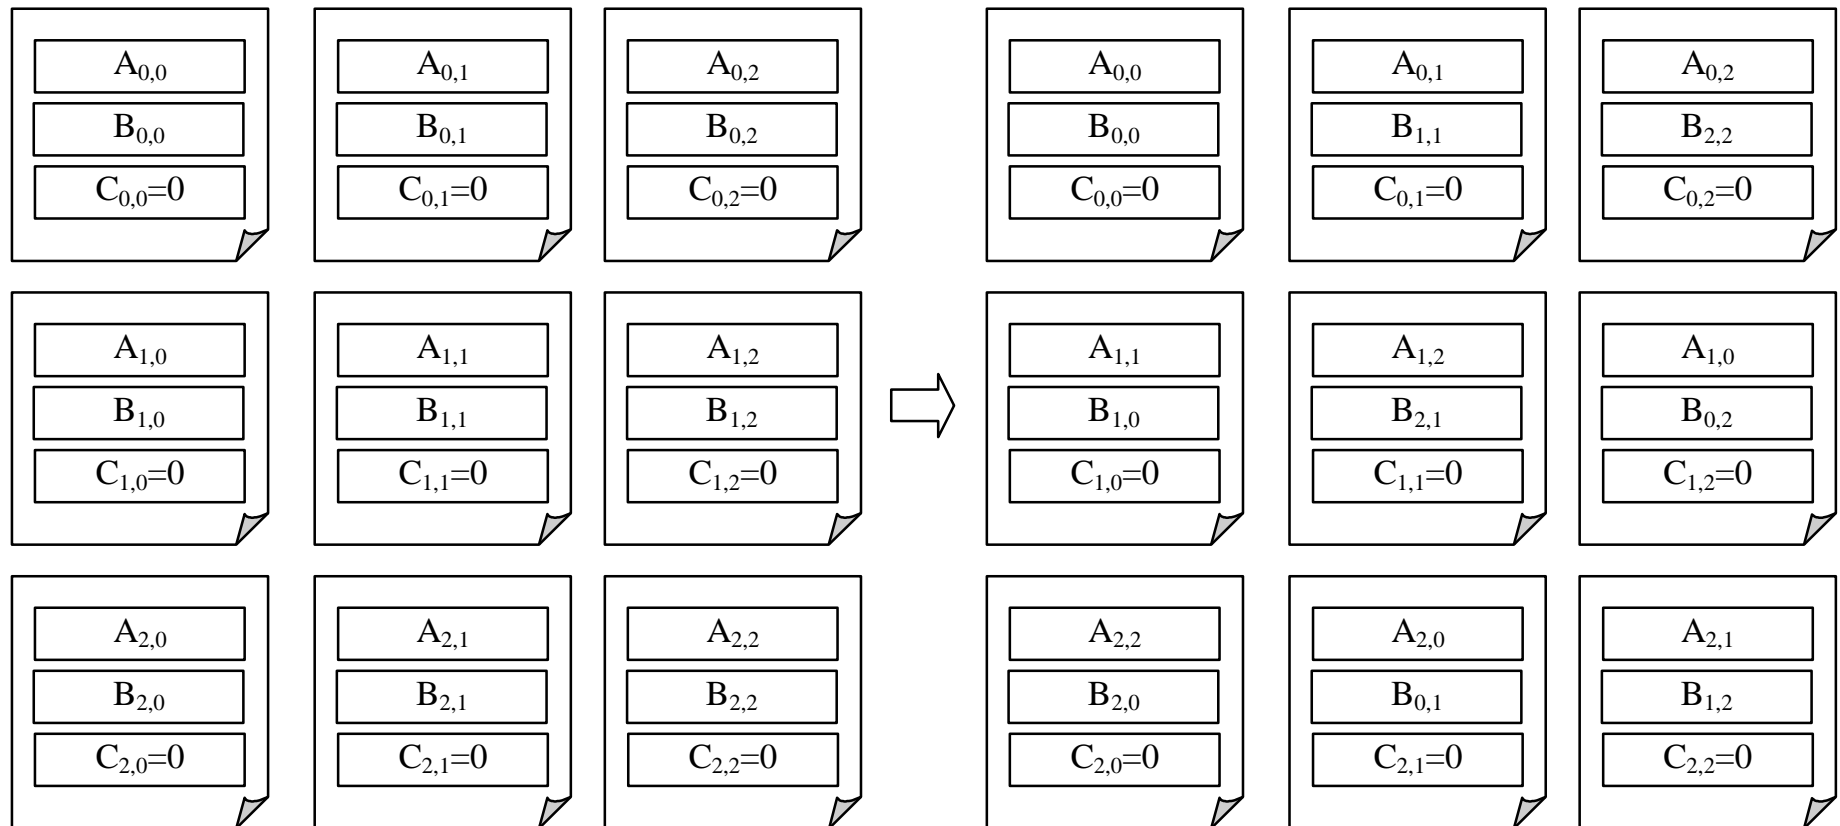 A0,0 A0,1 A0,2 A0,0 A0,1 A0,2
B0,0 B0,1 B0,2 B0,0 B1,1 B2,2
C0,0=0 C0,1=0 C0,2=0 C0,0=0 C0,1=0 C0,2=0
A1,0 A1,1 A1,2 A1,1 A1,2 A1,0
B1,0 B1,1 B1,2 B1,0 B2,1 B0,2
C1,0=0 C1,1=0 C1,2=0 C1,0=0 C1,1=0 C1,2=0
A2,0 A2,1 A2,2 A2,2 A2,0 A2,1
B2,0 B2,1 B2,2 B2,0 B0,1 B1,2
C2,0=0 C2,1=0 C2,2=0 C2,0=0 C2,1=0 C2,2=0